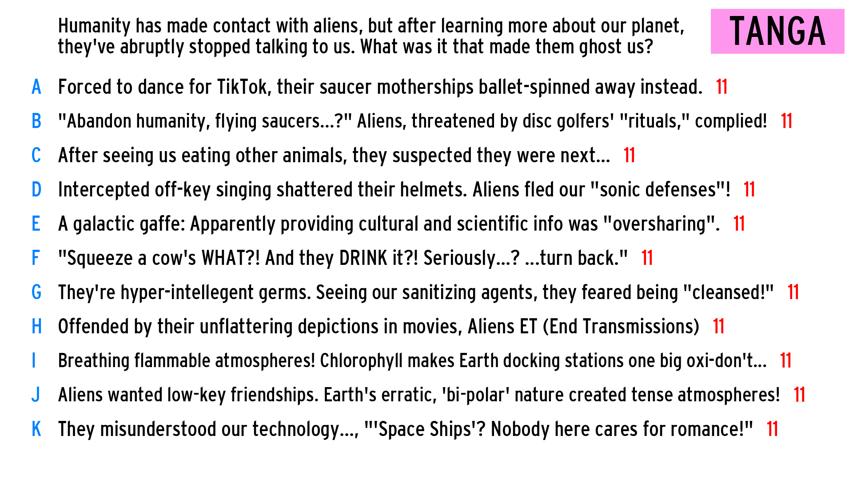 Humanity has made contact with aliens, but after learning more about our planet,
they've abruptly stopped talking to us. What was it that made them ghost us?
TANGA
A Forced to dance for TikTok, their saucer motherships ballet-spinned away instead. 11
B "Abandon humanity, flying saucers...?" Aliens, threatened by disc golfers' "rituals," complied! 11
C After seeing us eating other animals, they suspected they were next... 11
D Intercepted off-key singing shattered their helmets. Aliens fled our "sonic defenses"! 11
E A galactic gaffe: Apparently providing cultural and scientific info was "oversharing". 11
F "Squeeze a cow's WHAT?! And they DRINK it?! Seriously...? ...turn back." 11
G They're hyper-intellegent germs. Seeing our sanitizing agents, they feared being "cleansed!" 11
H Offended by their unflattering depictions in movies, Aliens ET (End Transmissions) 11
I Breathing flammable atmospheres! Chlorophyll makes Earth docking stations one big oxi-don't... 11
J Aliens wanted low-key friendships. Earth's erratic, 'bi-polar' nature created tense atmospheres! 11
K They misunderstood our technology..., "'Space Ships'? Nobody here cares for romance!" 11